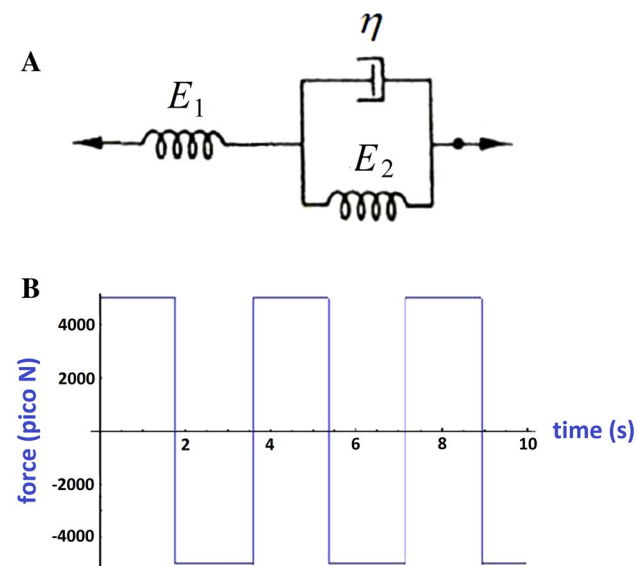 A
η
E₁
E₂
B
force (pico N)
4000
2000
-2000
-4000
2
4
6
8
10
time (s)